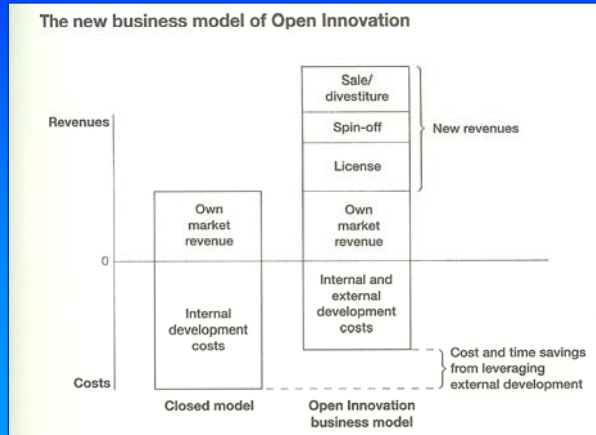 The new business model of Open Innovation
Sale/
divestiture
Revenues
Spin-off
New revenues
License
Own
market
revenue
Own
market
revenue
0
Internal
development
costs
Internal and
external
development
costs
Cost and time savings
from leveraging
external development
Costs
Closed model
Open Innovation
business model